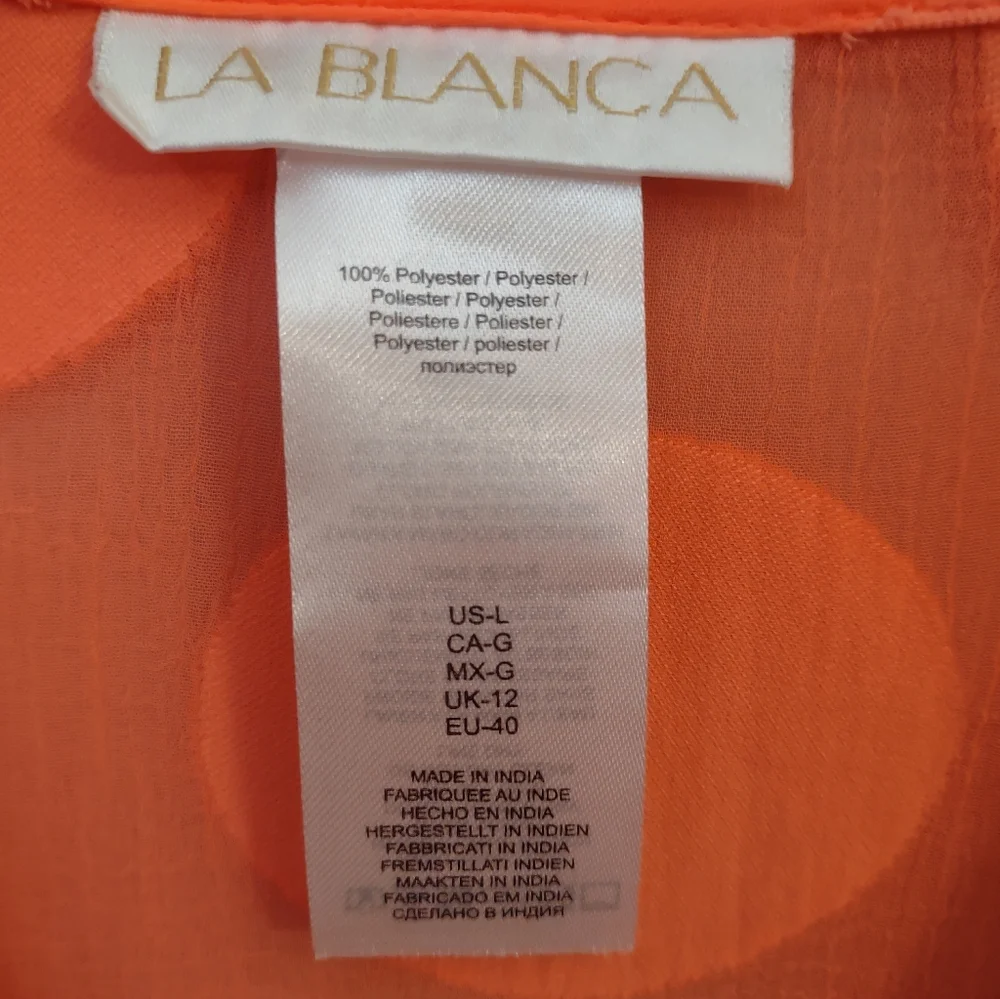 LA BLANCA
100% Polyester / Polyester /
Poliester / Polyester /
Poliestere / Poliester /
Polyester / poliester /
полиэстер
US-L
CA-G
MX-G
UK-12
EU-40
MADE IN INDIA
FABRIQUEE AU INDE
HECHO EN INDIA
HERGESTELLT IN INDIEN
FABBRICATI IN INDIA
FREMSTILLATI INDIEN
MAAKTEN IN INDIA
FABRICADO EM INDIA
СДЕЛАНО В ИНДИЯ